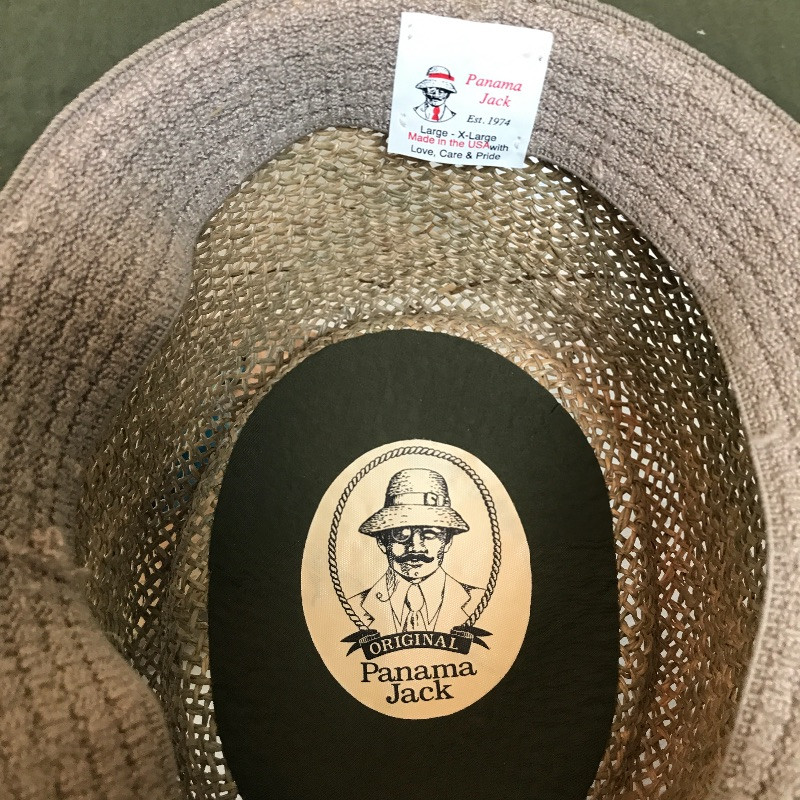 Panama
Jack
Est. 1974
Large - X-Large
Made in the USA with
Love, Care & Pride
ORIGINAL
Panama
Jack